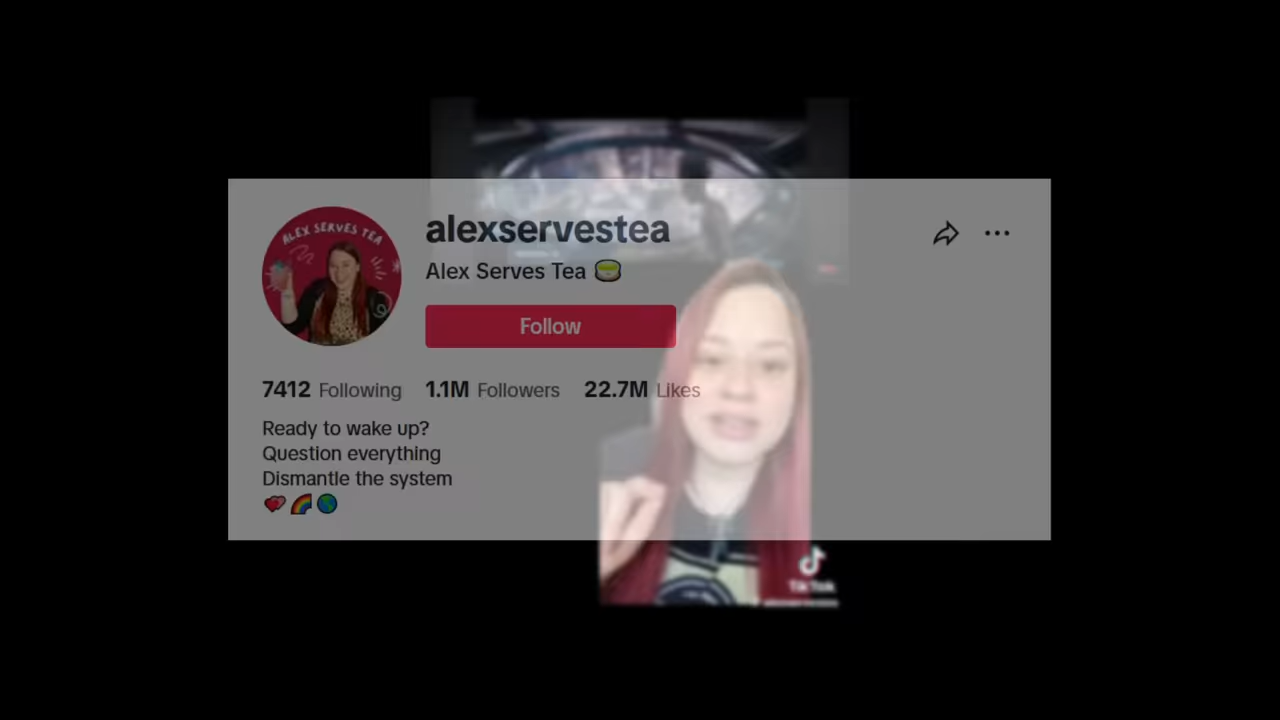 ALEX SERVES TEA
alexservestea
Alex Serves Tea 🍵
Follow
7412 Following 1.1M Followers 22.7M Likes
Ready to wake up?
Question everything
Dismantle the system
💕🌈🌎
TikTok